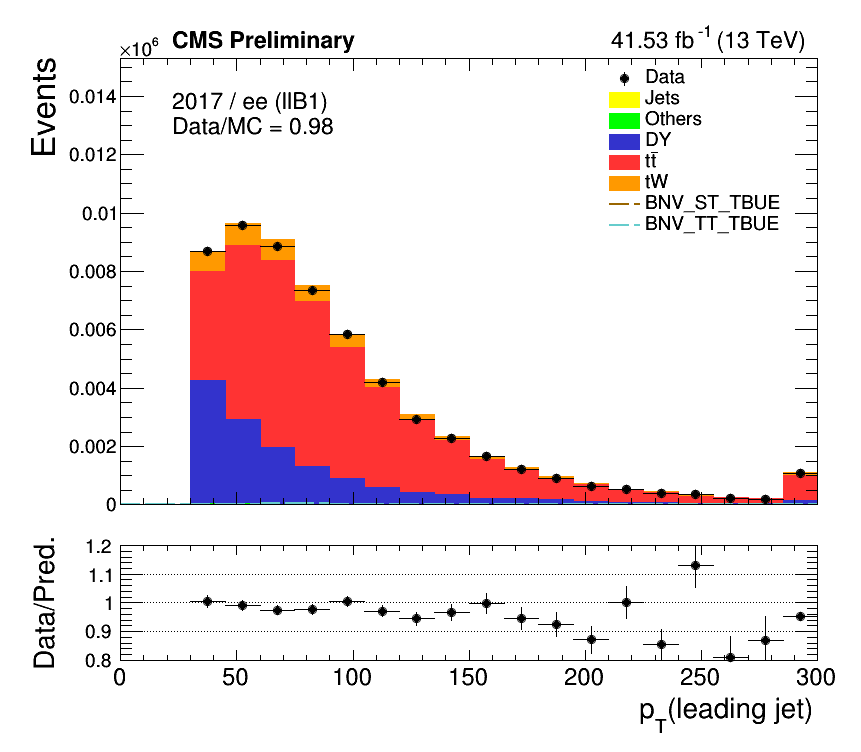 ×10⁶ CMS Preliminary 41.53 fb⁻¹ (13 TeV)
Events
2017 / ee (IIB1)
Data/MC = 0.98
Data
Jets
Others
DY
tt̄
tW
BNV_ST_TBUE
BNV_TT_TBUE
0.014
0.012
0.01
0.008
0.006
0.004
0.002
0
Data/Pred.
1.2
1.1
1
0.9
0.8
0 50 100 150 200 250 300
p_T(leading jet)